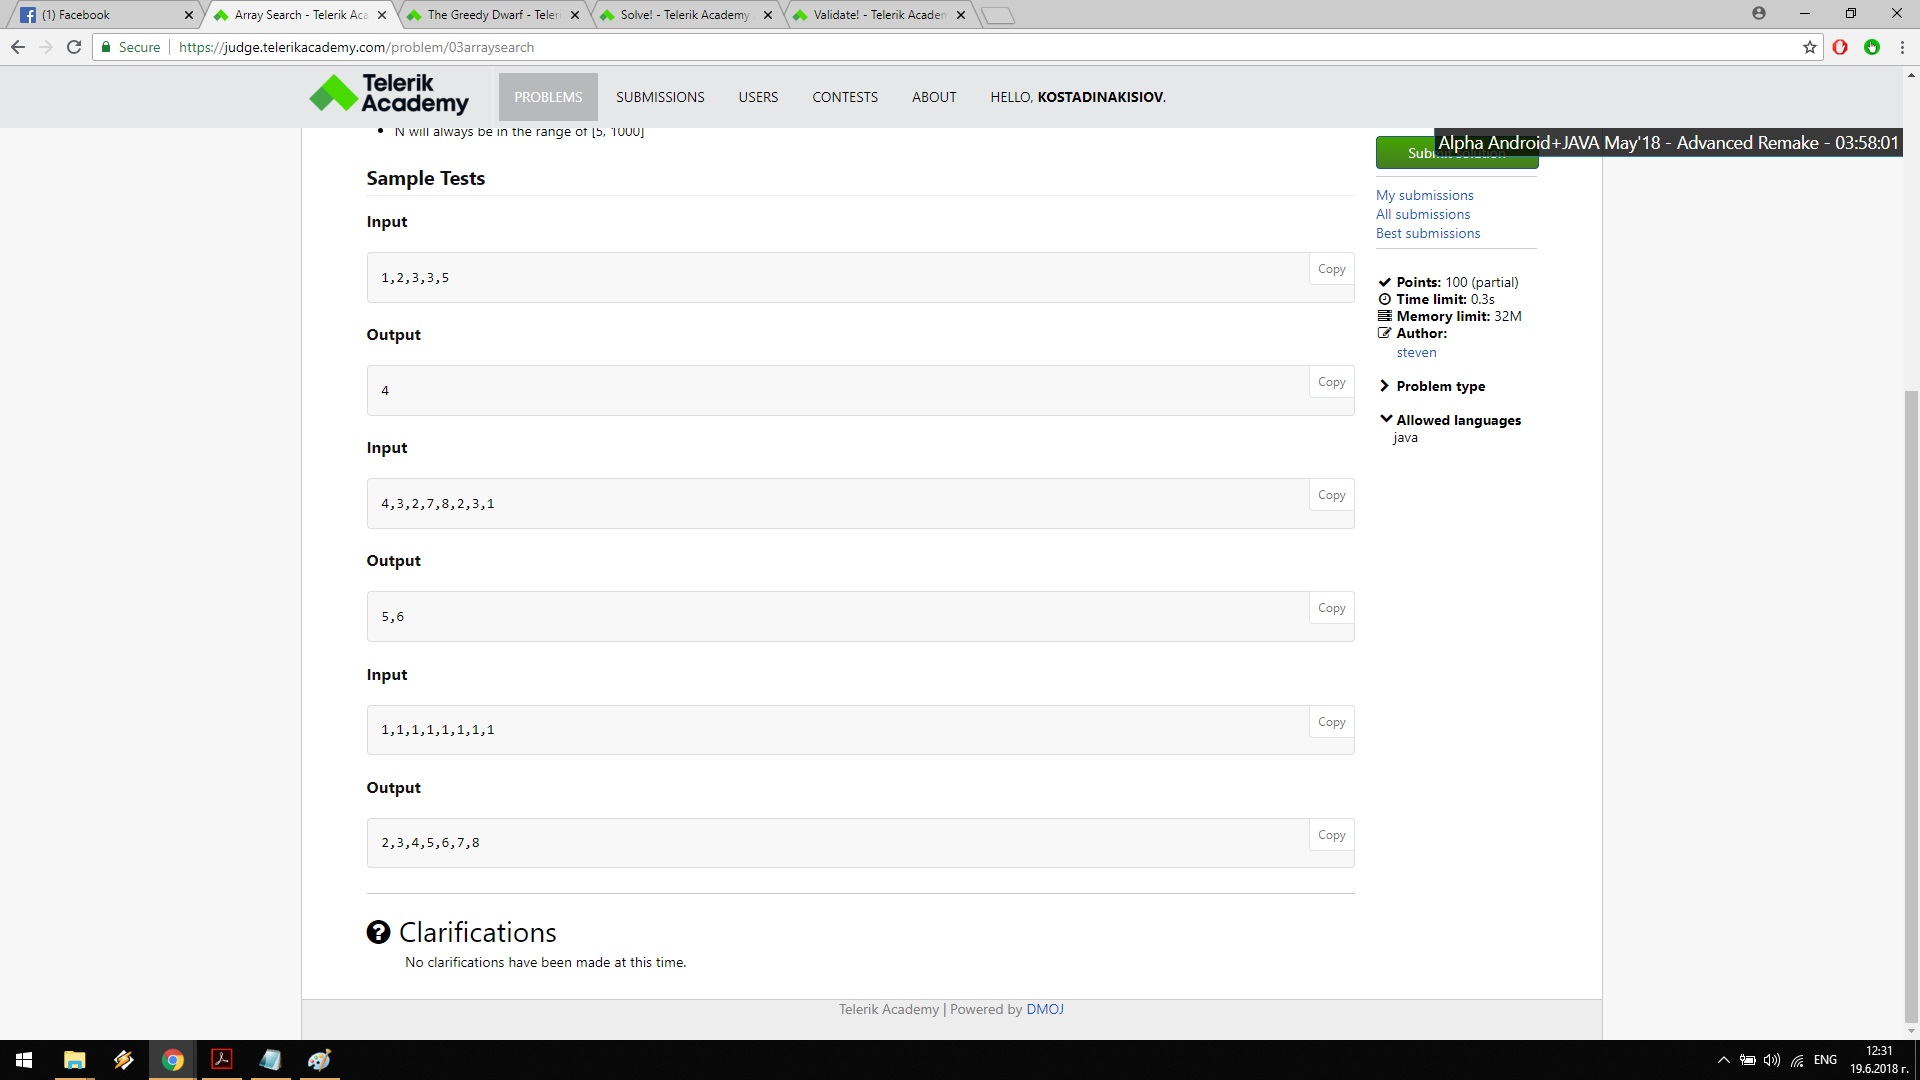 (1) Facebook
Array Search - Telerik Aca
The Greedy Dwarf - Teler
Solve! - Telerik Academy
Validate! - Telerik Academ
Secure
https://judge.telerikacademy.com/problem/03arraysearch
Telerik
Academy
PROBLEMS
SUBMISSIONS
USERS
CONTESTS
ABOUT
HELLO, KOSTADINAKISIOV.
N will always be in the range of [5, 1000]
Alpha Android+JAVA May'18 - Advanced Remake - 03:58:01
Submit solution
My submissions
All submissions
Best submissions
Points: 100 (partial)
Time limit: 0.3s
Memory limit: 32M
Author:
steven
Problem type
Allowed languages
java
Sample Tests
Input
1,2,3,3,5
Copy
Output
4
Copy
Input
4,3,2,7,8,2,3,1
Copy
Output
5,6
Copy
Input
1,1,1,1,1,1,1,1
Copy
Output
2,3,4,5,6,7,8
Copy
Clarifications
No clarifications have been made at this time.
Telerik Academy | Powered by DMOJ
ENG
12:31
19.6.2018 г.